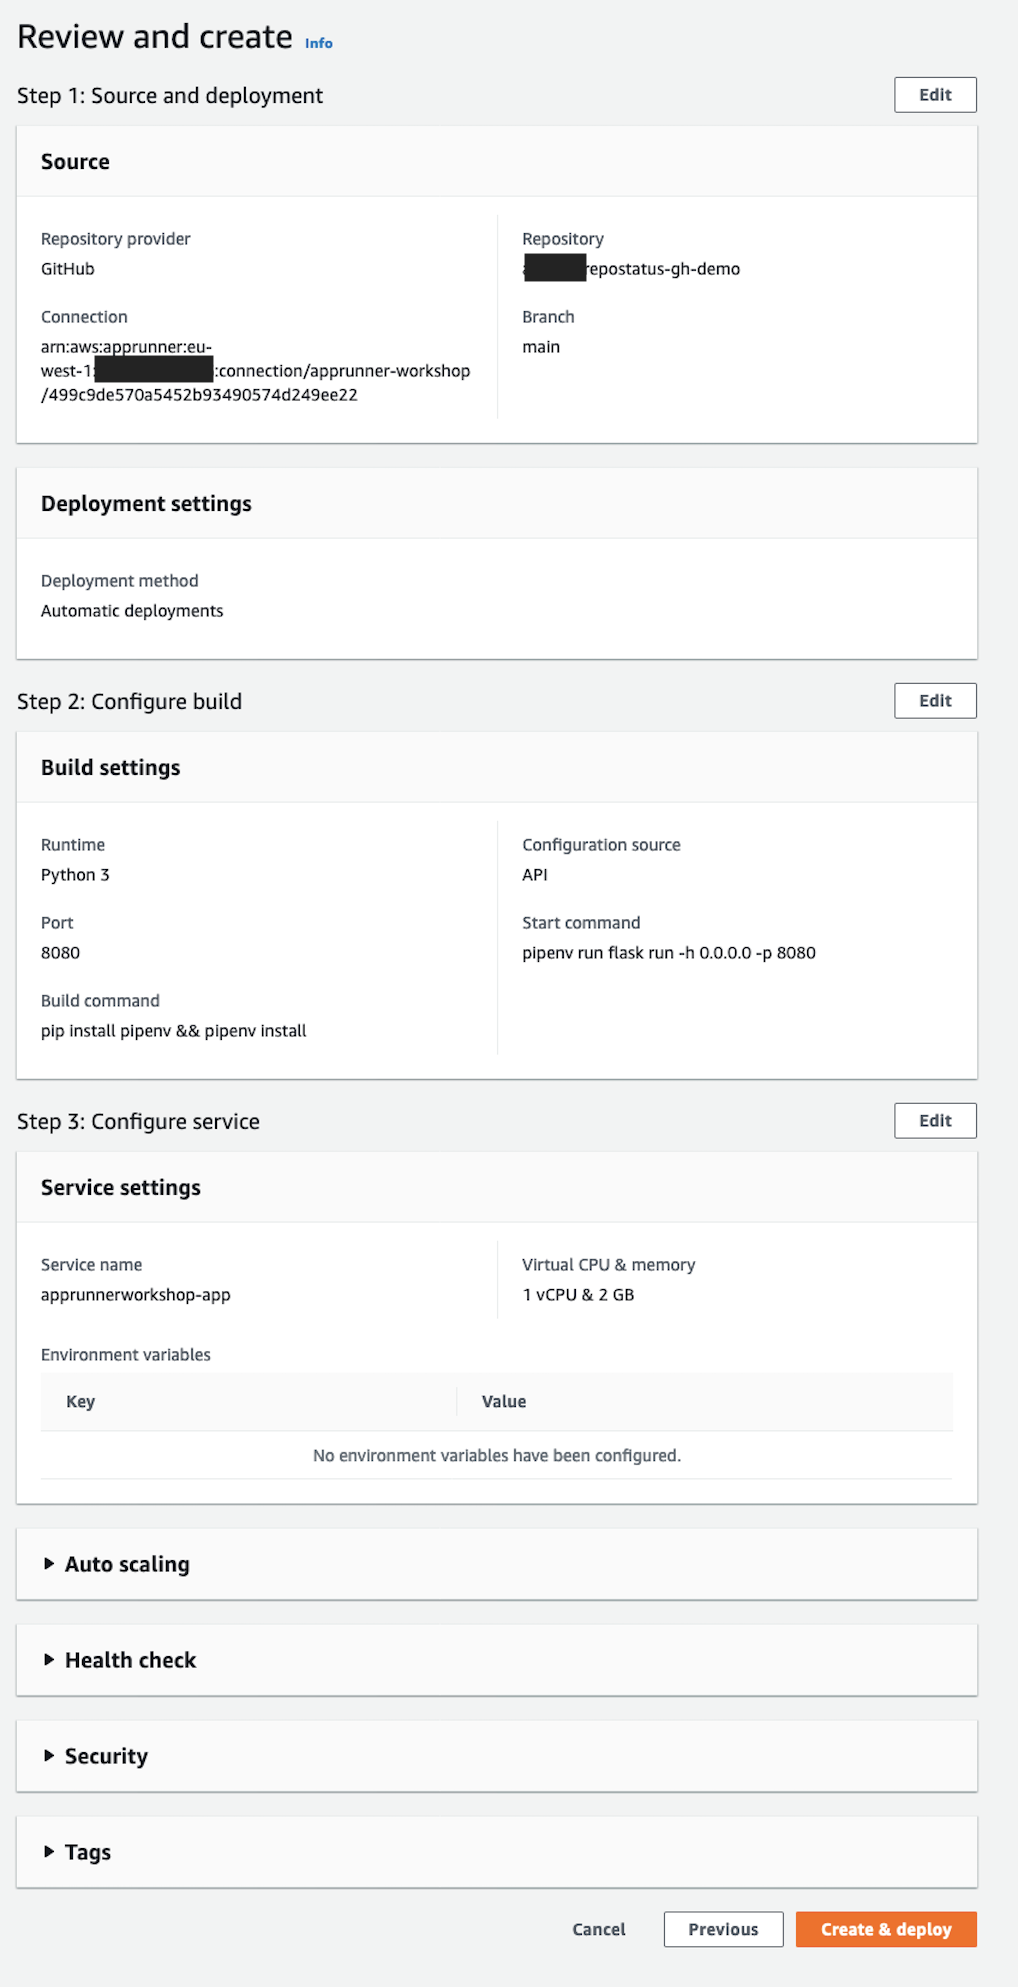 Review and create Info
Step 1: Source and deployment
Edit
Source
Repository provider
GitHub
Connection
arn:aws:apprunner:eu-
west-1: :connection/apprunner-workshop
/499c9de570a5452b93490574d249ee22
Repository
repostatus-gh-demo
Branch
main
Deployment settings
Deployment method
Automatic deployments
Step 2: Configure build
Edit
Build settings
Runtime
Python 3
Port
8080
Build command
pip install pipenv && pipenv install
Configuration source
API
Start command
pipenv run flask run -h 0.0.0.0 -p 8080
Step 3: Configure service
Edit
Service settings
Service name
apprunnerworkshop-app
Virtual CPU & memory
1 vCPU & 2 GB
Environment variables
Key Value
No environment variables have been configured.
Auto scaling
Health check
Security
Tags
Cancel Previous Create & deploy